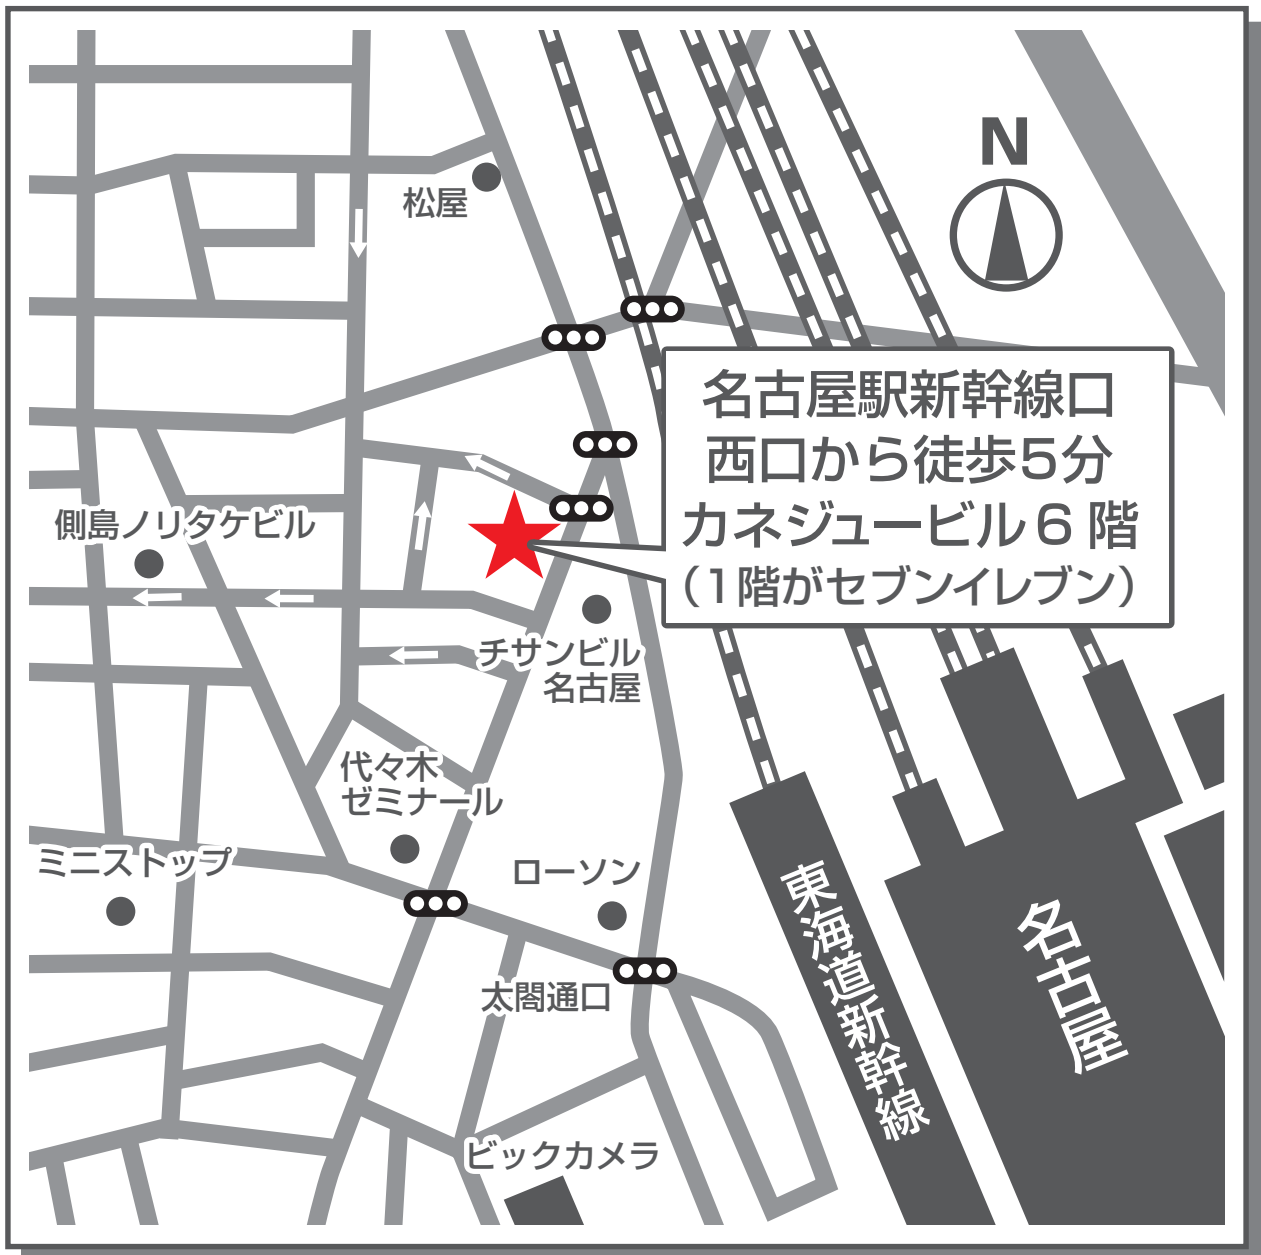 N
松屋
名古屋駅新幹線口
西口から徒歩5分
カネジュービル6階
（1階がセブンイレブン）
側島ノリタケビル
チサンビル
名古屋
代々木
ゼミナール
ミニストップ
ローソン
東海道新幹線
名古屋
太閤通口
ビックカメラ